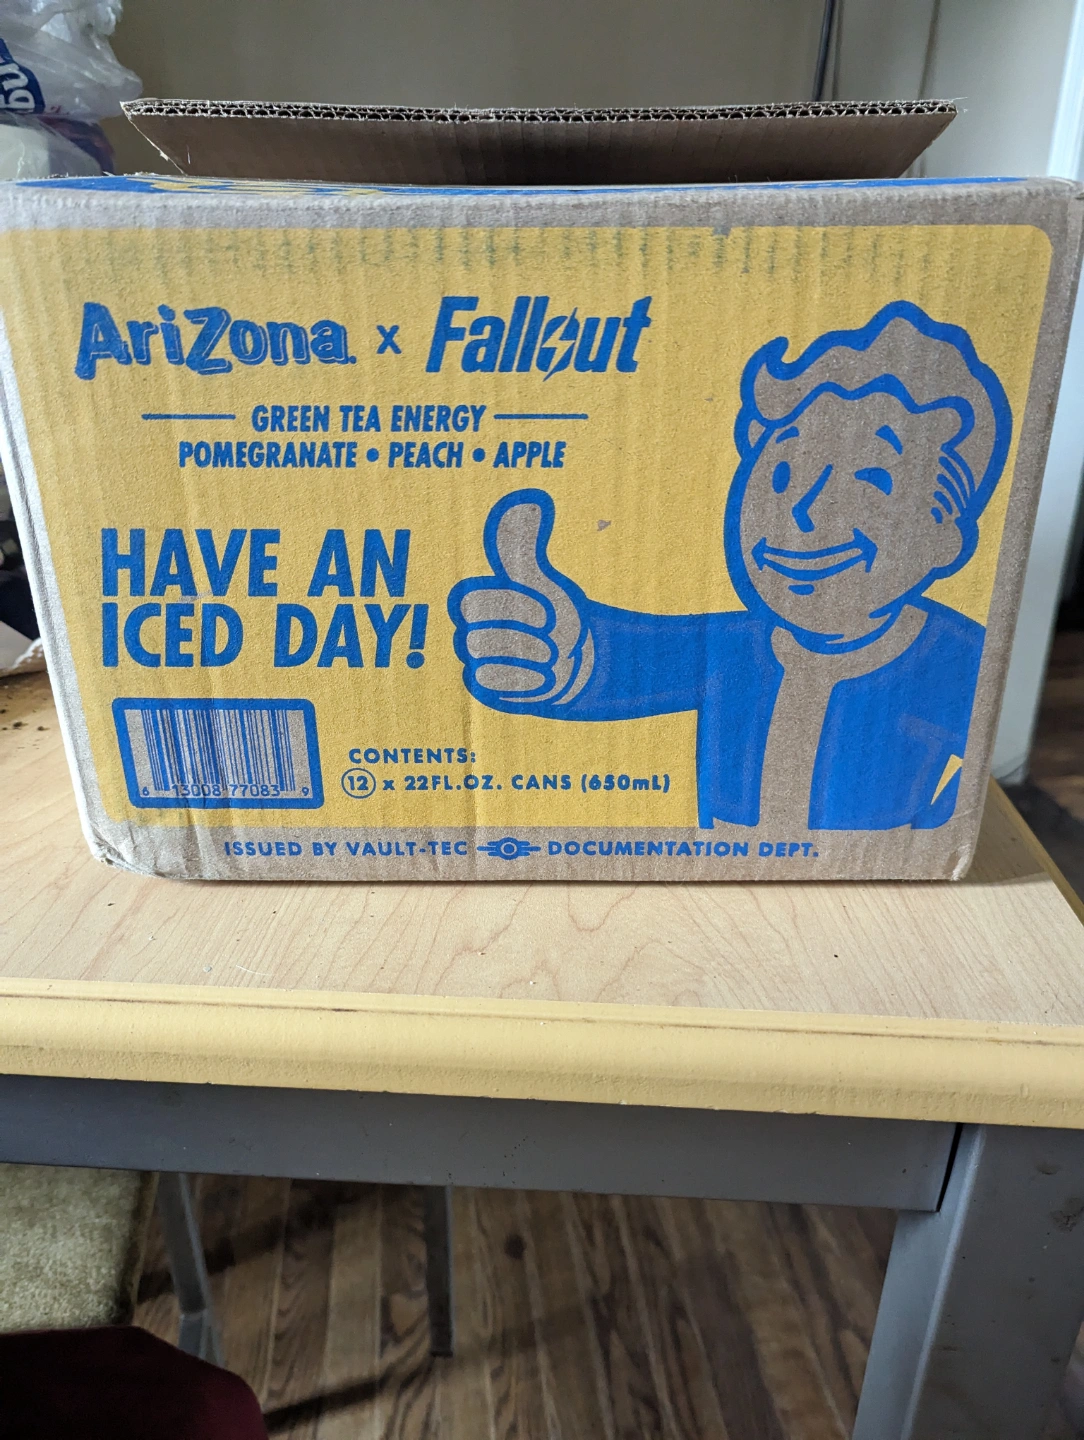 AriZona x Fallout
GREEN TEA ENERGY
POMEGRANATE • PEACH • APPLE
HAVE AN
ICED DAY!
6 13008 77083 9
CONTENTS:
12 x 22FL.OZ. CANS (650mL)
ISSUED BY VAULT-TEC DOCUMENTATION DEPT.